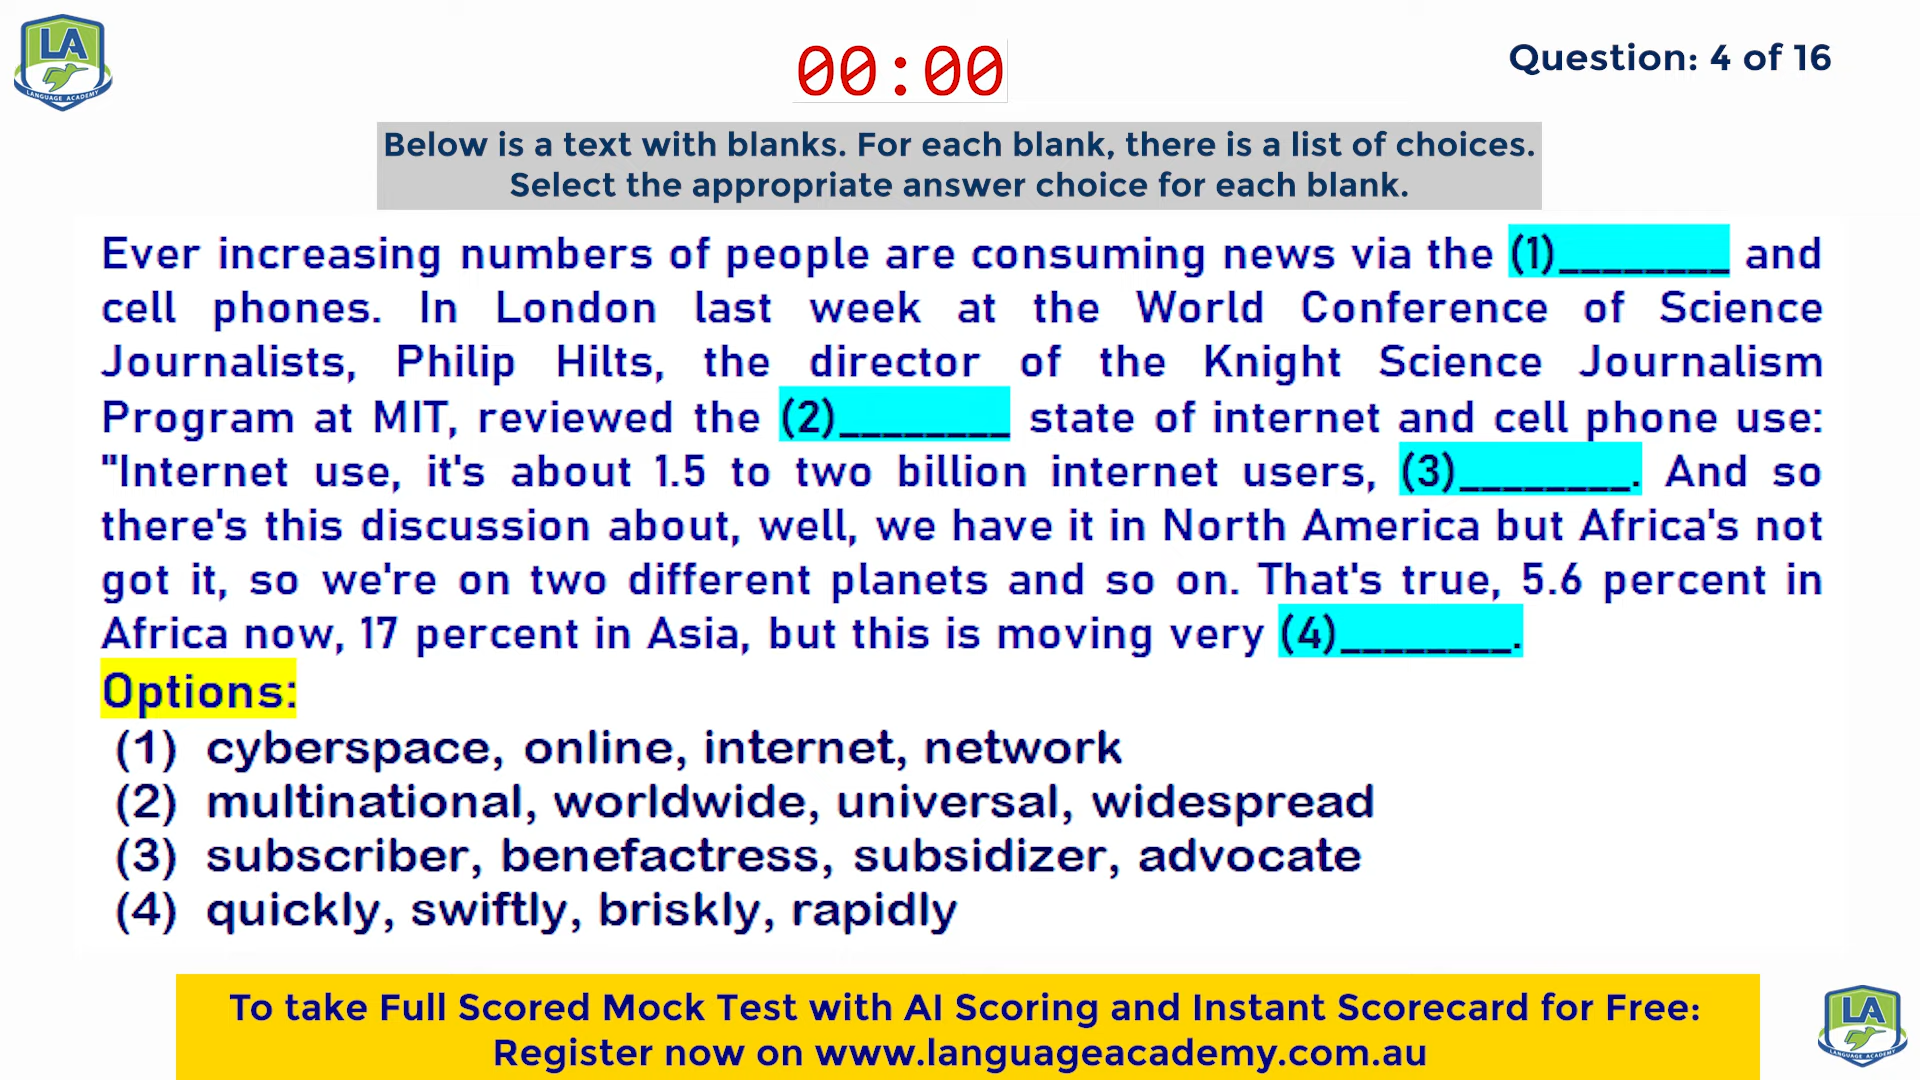 LA
LANGUAGE ACADEMY
00:00
Question: 4 of 16
Below is a text with blanks. For each blank, there is a list of choices.
Select the appropriate answer choice for each blank.
Ever increasing numbers of people are consuming news via the (1)________ and
cell phones. In London last week at the World Conference of Science
Journalists, Philip Hilts, the director of the Knight Science Journalism
Program at MIT, reviewed the (2)________ state of internet and cell phone use:
"Internet use, it's about 1.5 to two billion internet users, (3)________. And so
there's this discussion about, well, we have it in North America but Africa's not
got it, so we're on two different planets and so on. That's true, 5.6 percent in
Africa now, 17 percent in Asia, but this is moving very (4)________.
Options:
(1) cyberspace, online, internet, network
(2) multinational, worldwide, universal, widespread
(3) subscriber, benefactress, subsidizer, advocate
(4) quickly, swiftly, briskly, rapidly
To take Full Scored Mock Test with AI Scoring and Instant Scorecard for Free:
Register now on www.languageacademy.com.au
LA
LANGUAGE ACADEMY